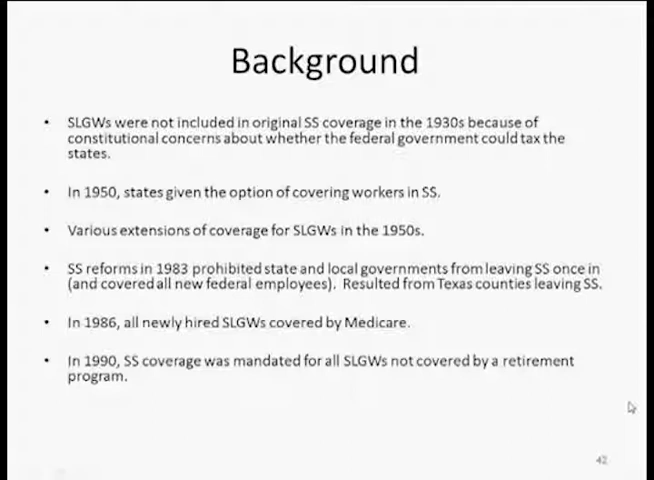 Background
• SLGWs were not included in original SS coverage in the 1930s because of
constitutional concerns about whether the federal government could tax the
states.
• In 1950, states given the option of covering workers in SS.
• Various extensions of coverage for SLGWs in the 1950s.
• SS reforms in 1983 prohibited state and local governments from leaving SS once in
(and covered all new federal employees). Resulted from Texas counties leaving SS.
• In 1986, all newly hired SLGWs covered by Medicare.
• In 1990, SS coverage was mandated for all SLGWs not covered by a retirement
program.
42